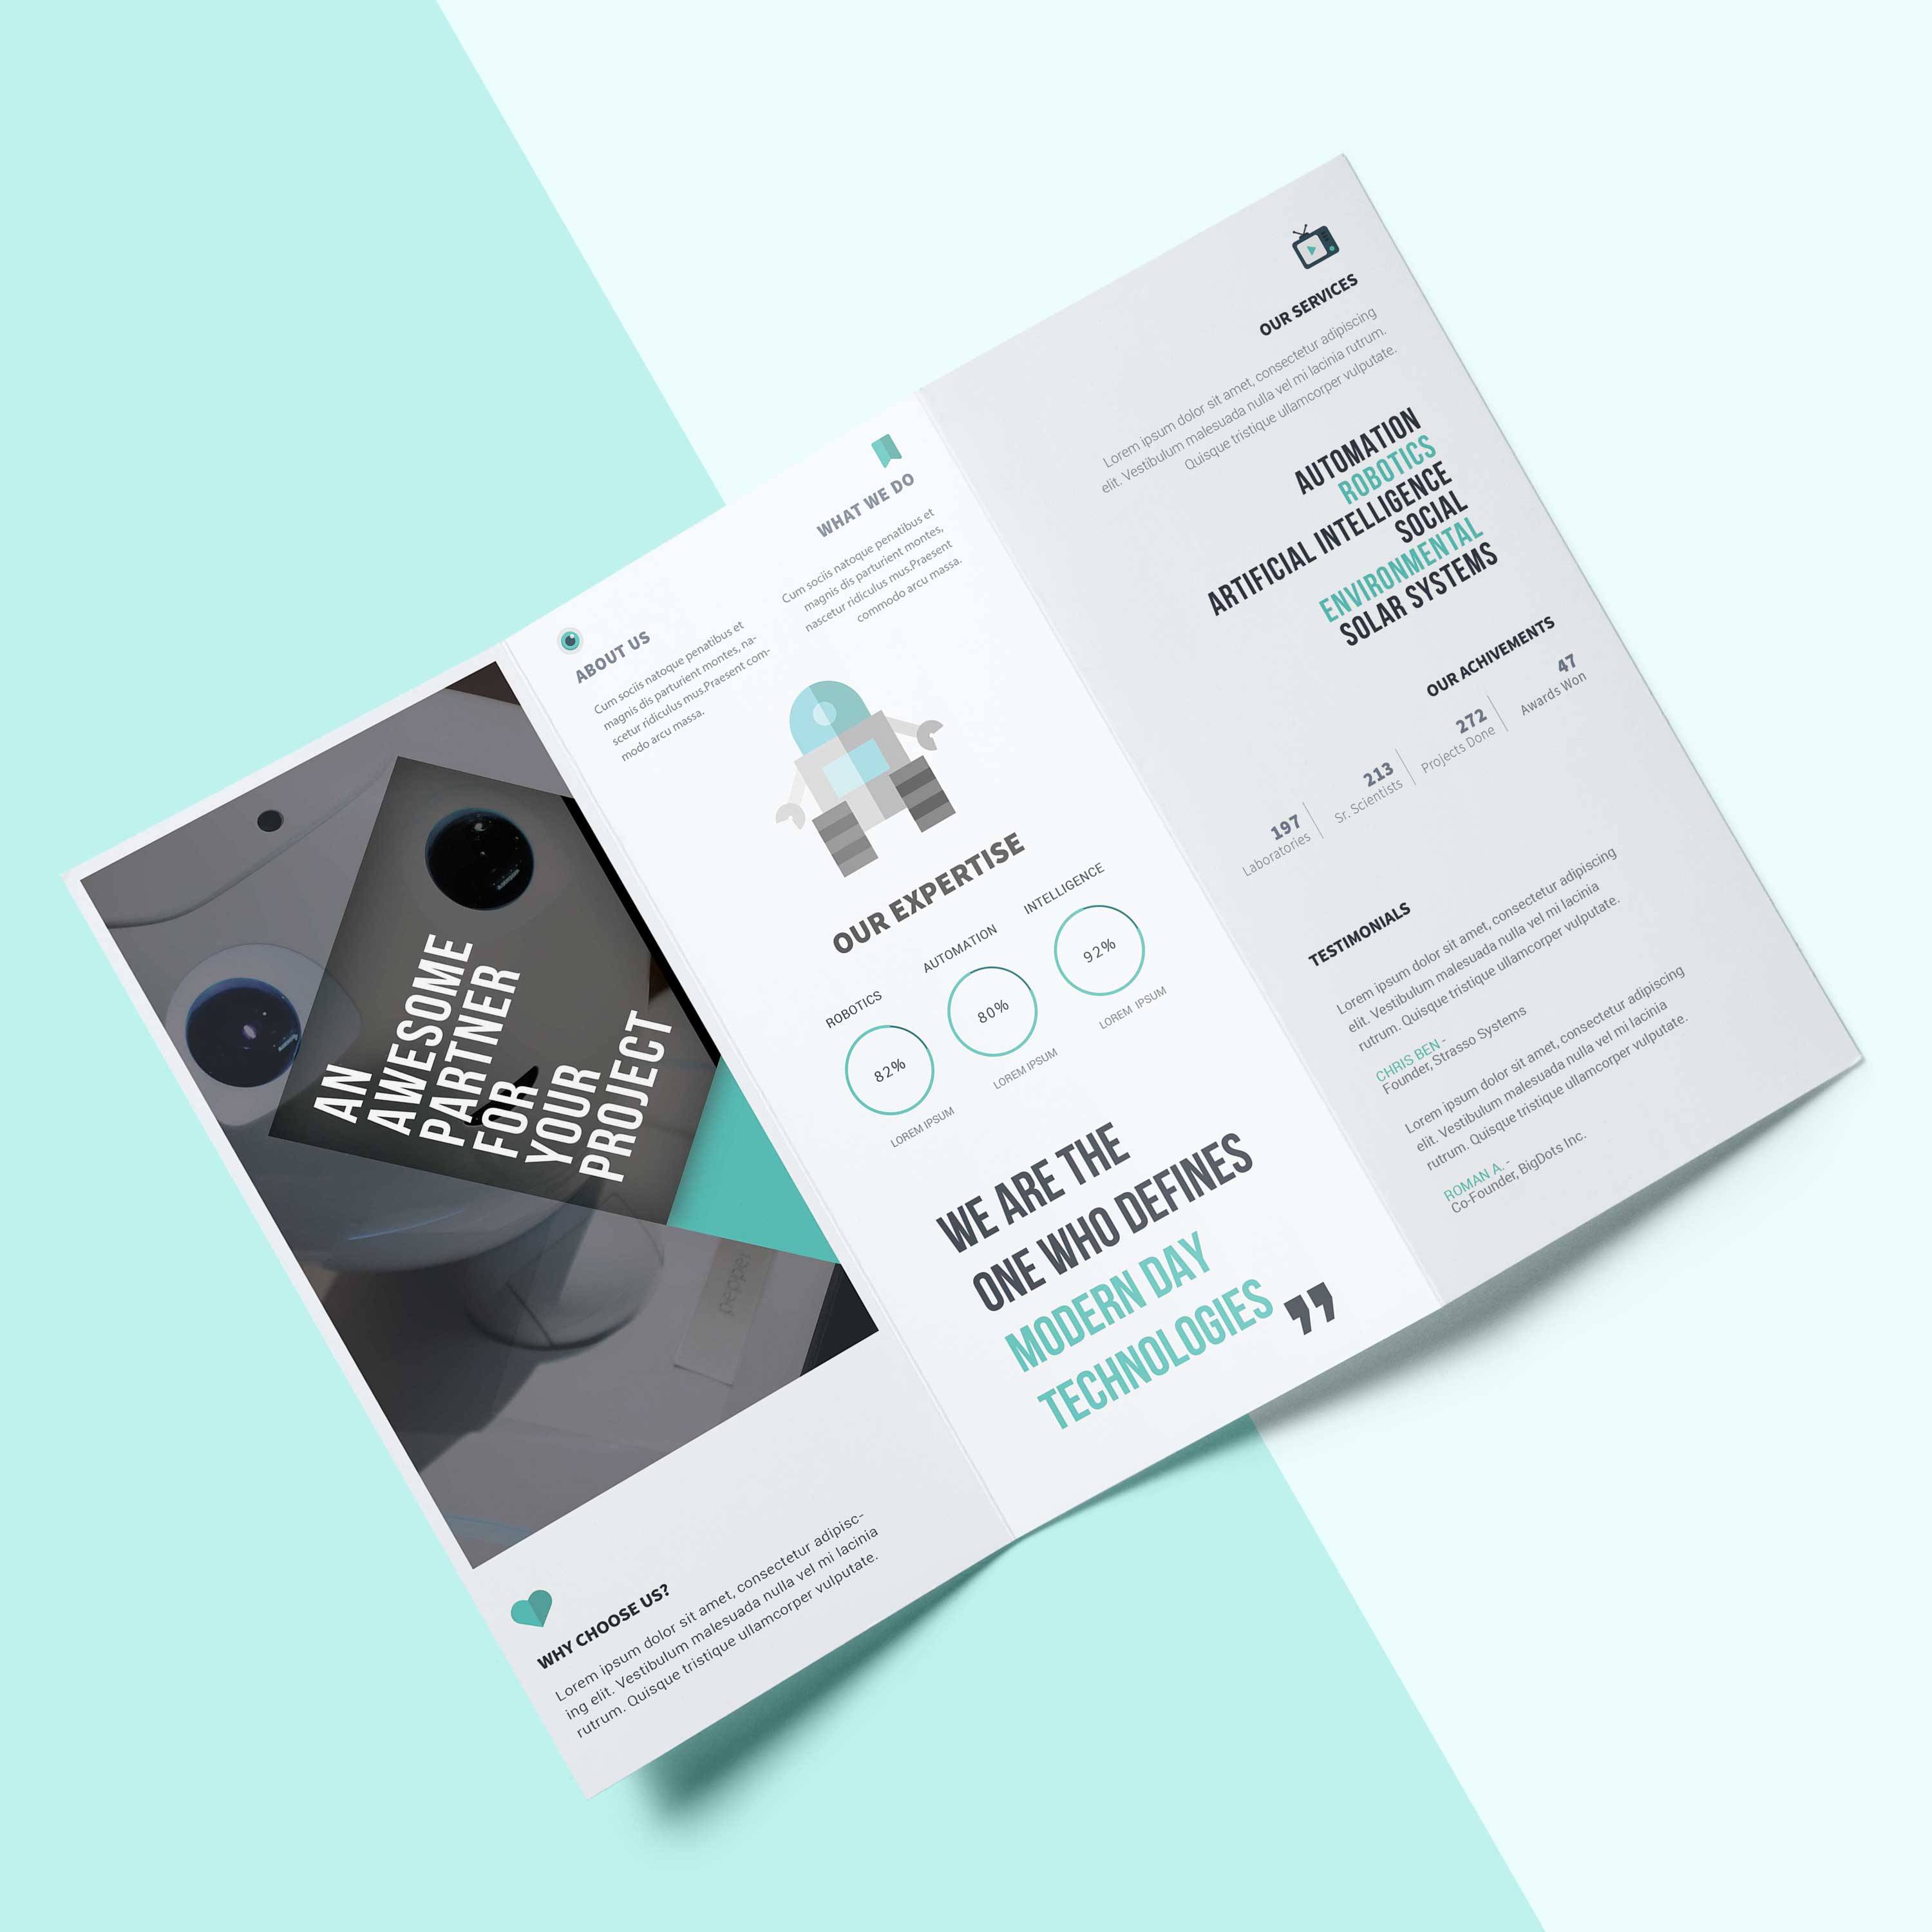 AN
AWESOME
PARTNER
FOR
YOUR
PROJECT
pepper
WHY CHOOSE US?
Lorem ipsum dolor sit amet, consectetur adipisc-
ing elit. Vestibulum malesuada nulla vel mi lacinia
rutrum. Quisque tristique ullamcorper vulputate.
ABOUT US
Cum sociis natoque penatibus et
magnis dis parturient montes, na-
scetur ridiculus mus.Praesent com-
modo arcu massa.
WHAT WE DO
Cum sociis natoque penatibus et
magnis dis parturient montes,
nascetur ridiculus mus.Praesent
commodo arcu massa.
OUR EXPERTISE
ROBOTICS
82%
LOREM IPSUM
AUTOMATION
80%
LOREM IPSUM
INTELLIGENCE
92%
LOREM IPSUM
WE ARE THE
ONE WHO DEFINES
MODERN DAY
TECHNOLOGIES ”
OUR SERVICES
Lorem ipsum dolor sit amet, consectetur adipiscing
elit. Vestibulum malesuada nulla vel mi lacinia rutrum.
Quisque tristique ullamcorper vulputate.
AUTOMATION
ROBOTICS
ARTIFICIAL INTELLIGENCE
SOCIAL
ENVIRONMENTAL
SOLAR SYSTEMS
OUR ACHIVEMENTS
197
Laboratories
213
Sr. Scientists
272
Projects Done
47
Awards Won
TESTIMONIALS
Lorem ipsum dolor sit amet, consectetur adipiscing
elit. Vestibulum malesuada nulla vel mi lacinia
rutrum. Quisque tristique ullamcorper vulputate.
CHRIS BEN -
Founder, Strasso Systems
Lorem ipsum dolor sit amet, consectetur adipiscing
elit. Vestibulum malesuada nulla vel mi lacinia
rutrum. Quisque tristique ullamcorper vulputate.
ROMAN A. -
Co-Founder, BigDots Inc.